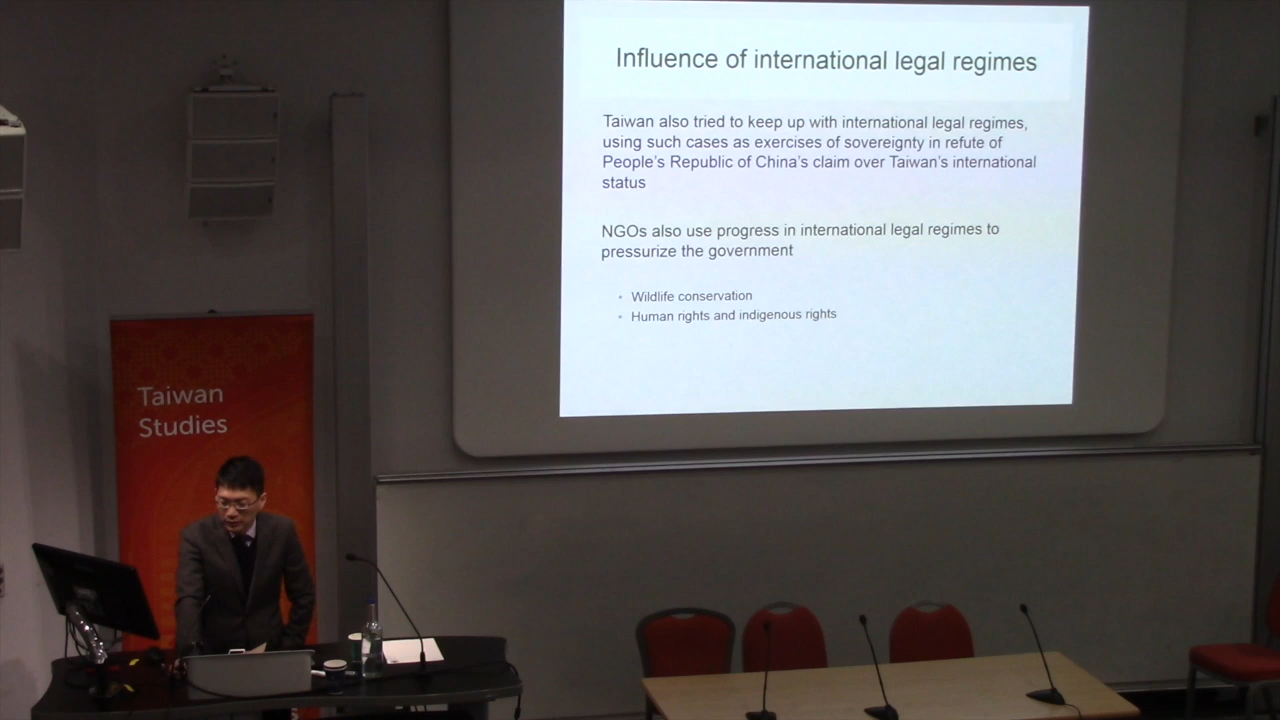 Influence of international legal regimes
Taiwan also tried to keep up with international legal regimes,
using such cases as exercises of sovereignty in refute of
People's Republic of China's claim over Taiwan's international
status
NGOs also use progress in international legal regimes to
pressurize the government
• Wildlife conservation
• Human rights and indigenous rights
Taiwan
Studies